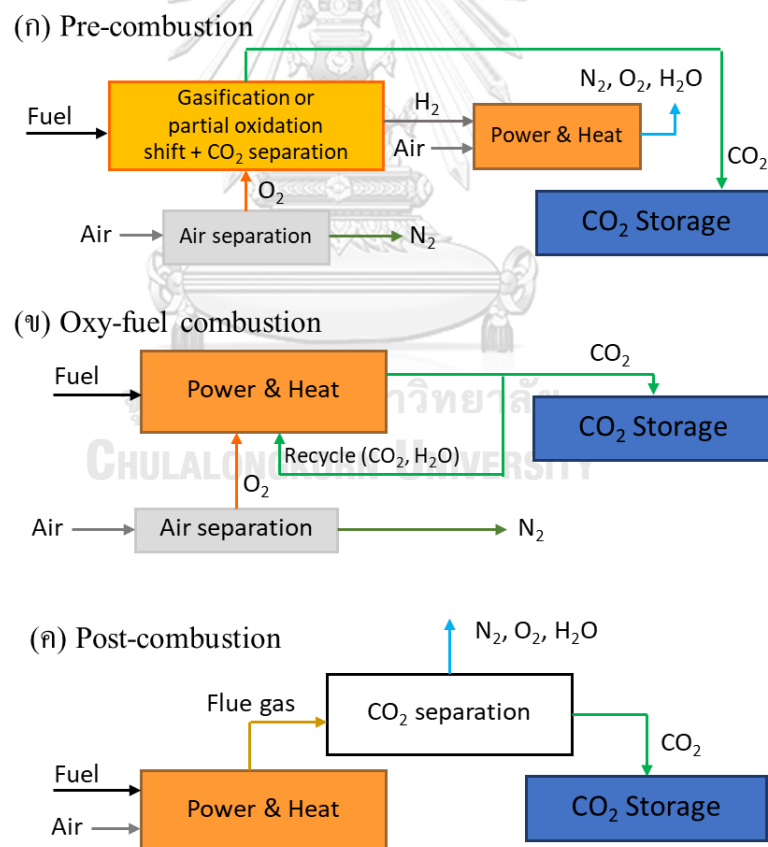 (ก) Pre-combustion
Fuel
Gasification or
partial oxidation
shift + CO₂ separation
H₂
Air
Power & Heat
N₂, O₂, H₂O
CO₂
CO₂ Storage
O₂
Air
Air separation
N₂
(ข) Oxy-fuel combustion
Fuel
Power & Heat
CO₂
CO₂ Storage
Recycle (CO₂, H₂O)
CHULALONGKORN UNIVERSITY
O₂
Air
Air separation
N₂
(ค) Post-combustion
N₂, O₂, H₂O
Flue gas
CO₂ separation
CO₂
Fuel
Air
Power & Heat
CO₂ Storage